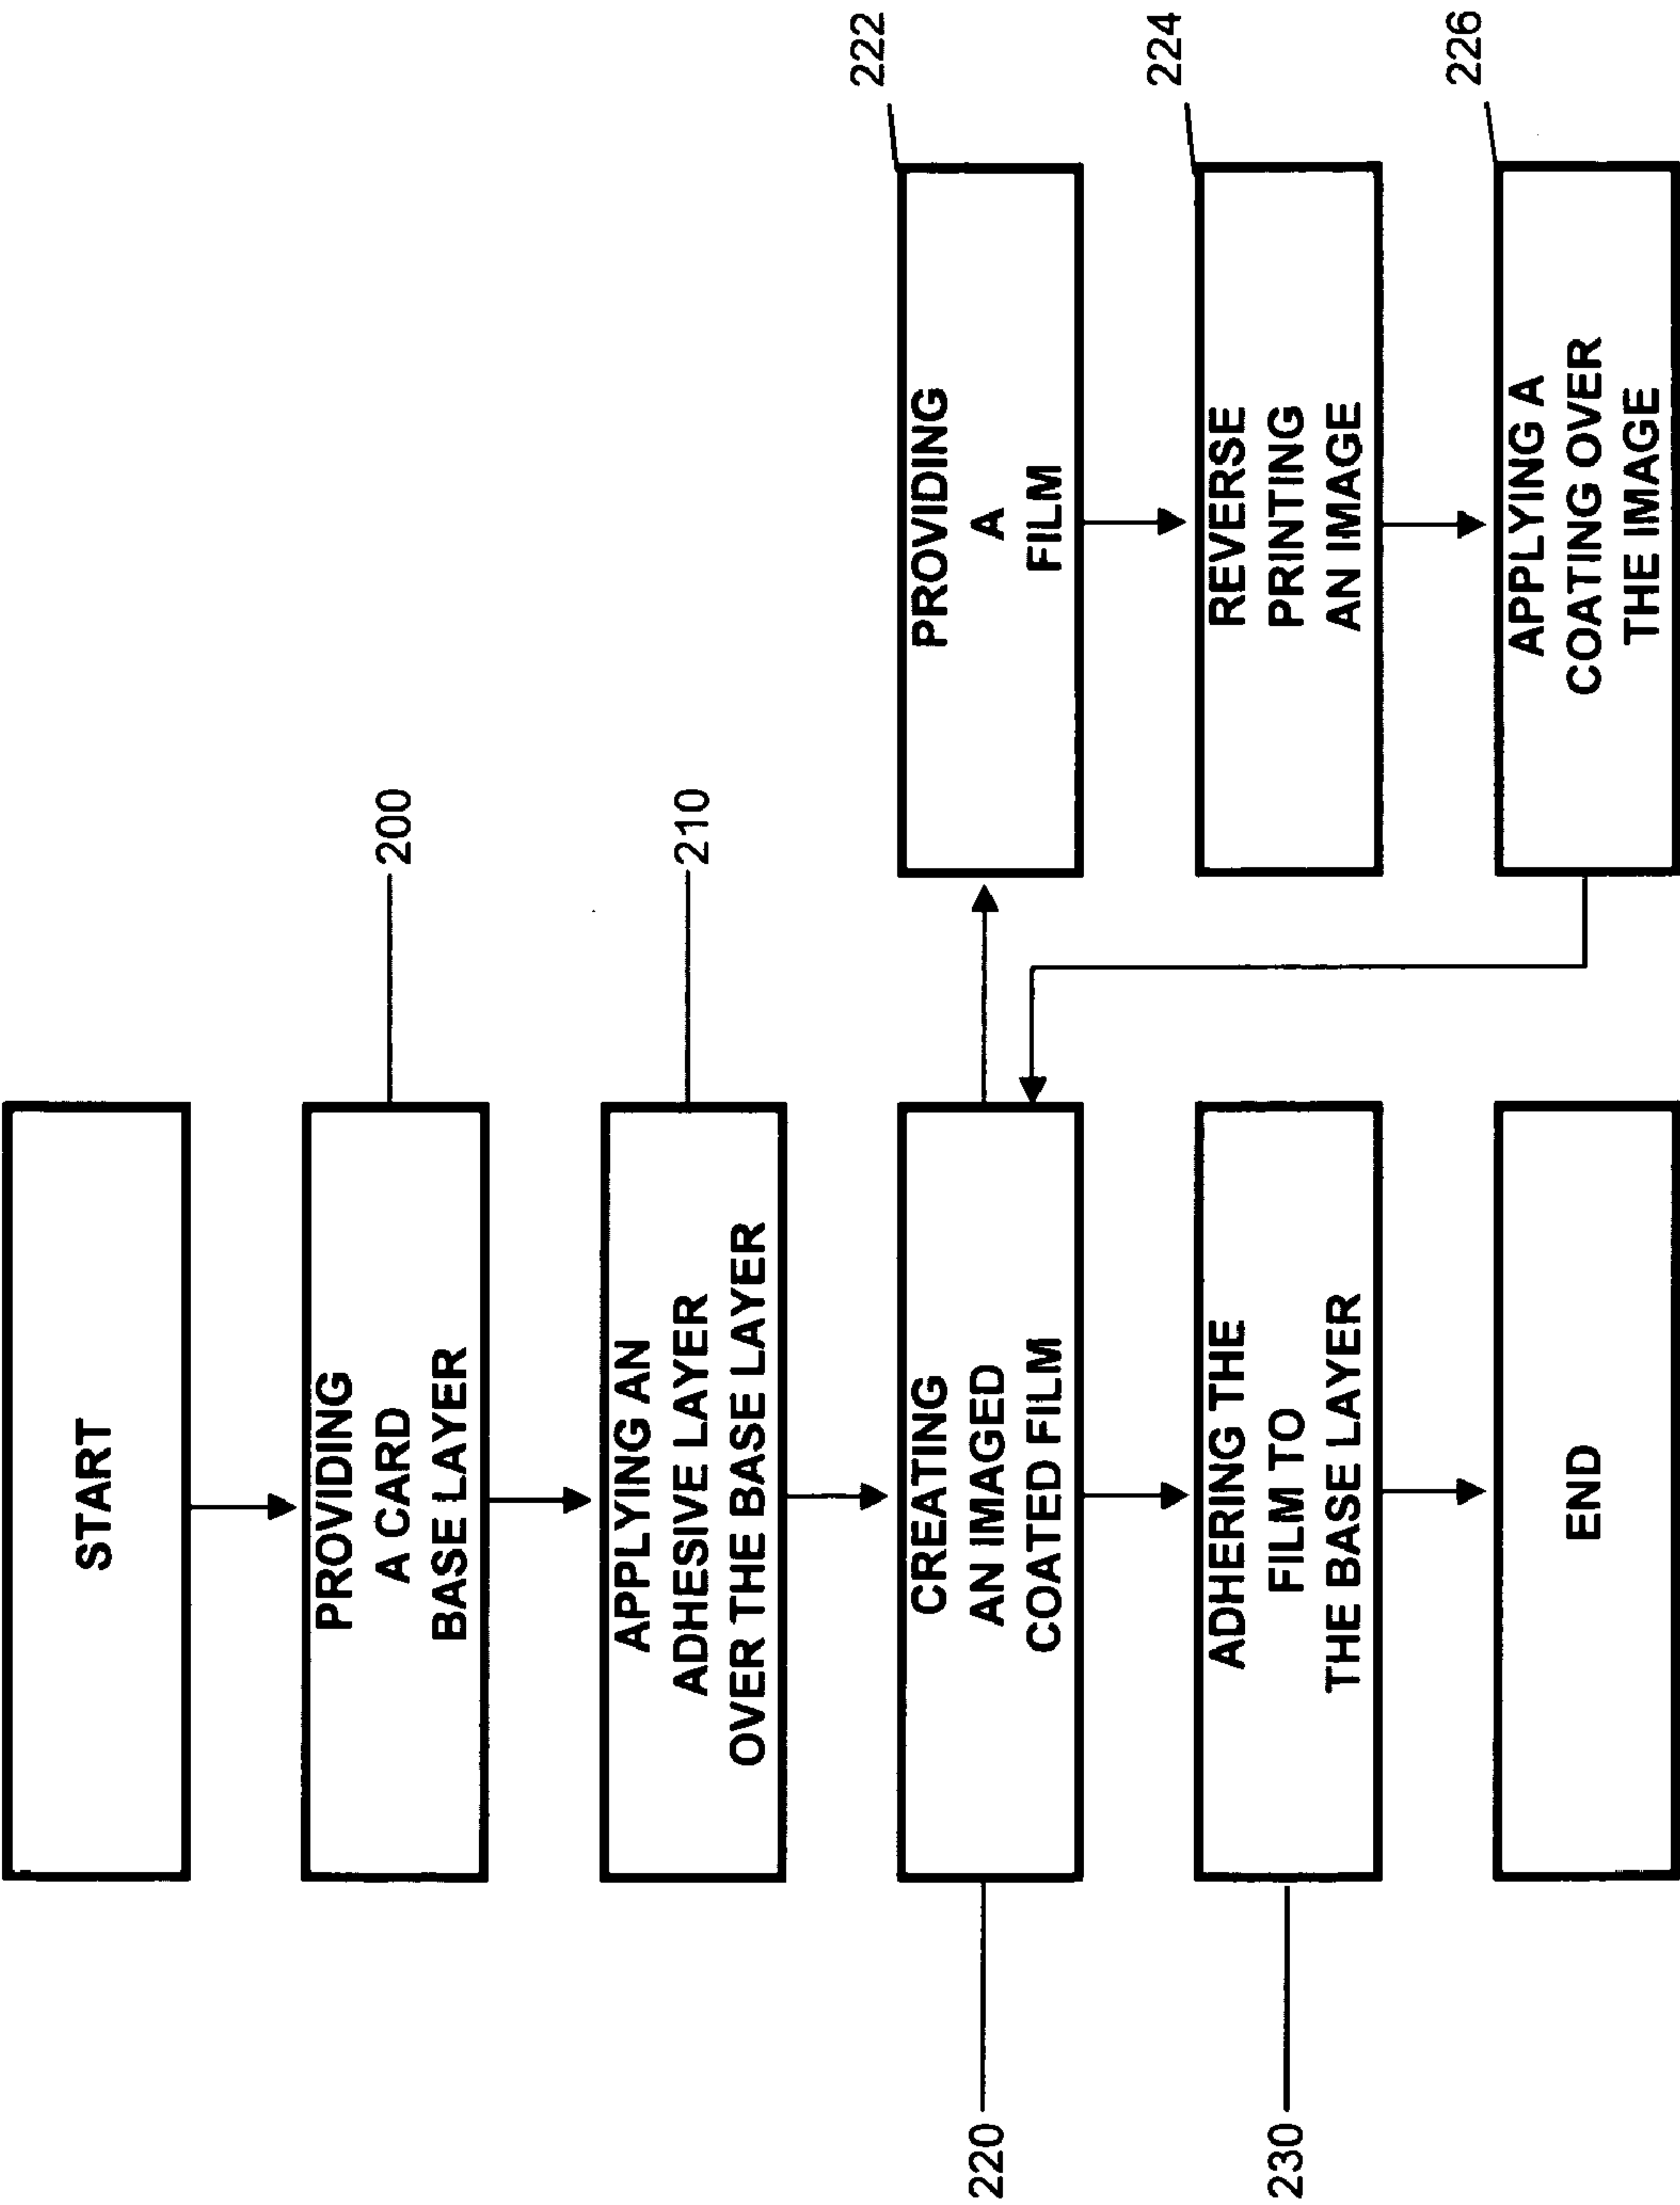 START
PROVIDING
A CARD
BASE LAYER
200
APPLYING AN
ADHESIVE LAYER
OVER THE BASE LAYER
210
220
CREATING
AN IMAGED
COATED FILM
222
PROVIDING
A
FILM
224
REVERSE
PRINTING
AN IMAGE
226
APPLYING A
COATING OVER
THE IMAGE
230
ADHERING THE
FILM TO
THE BASE LAYER
END